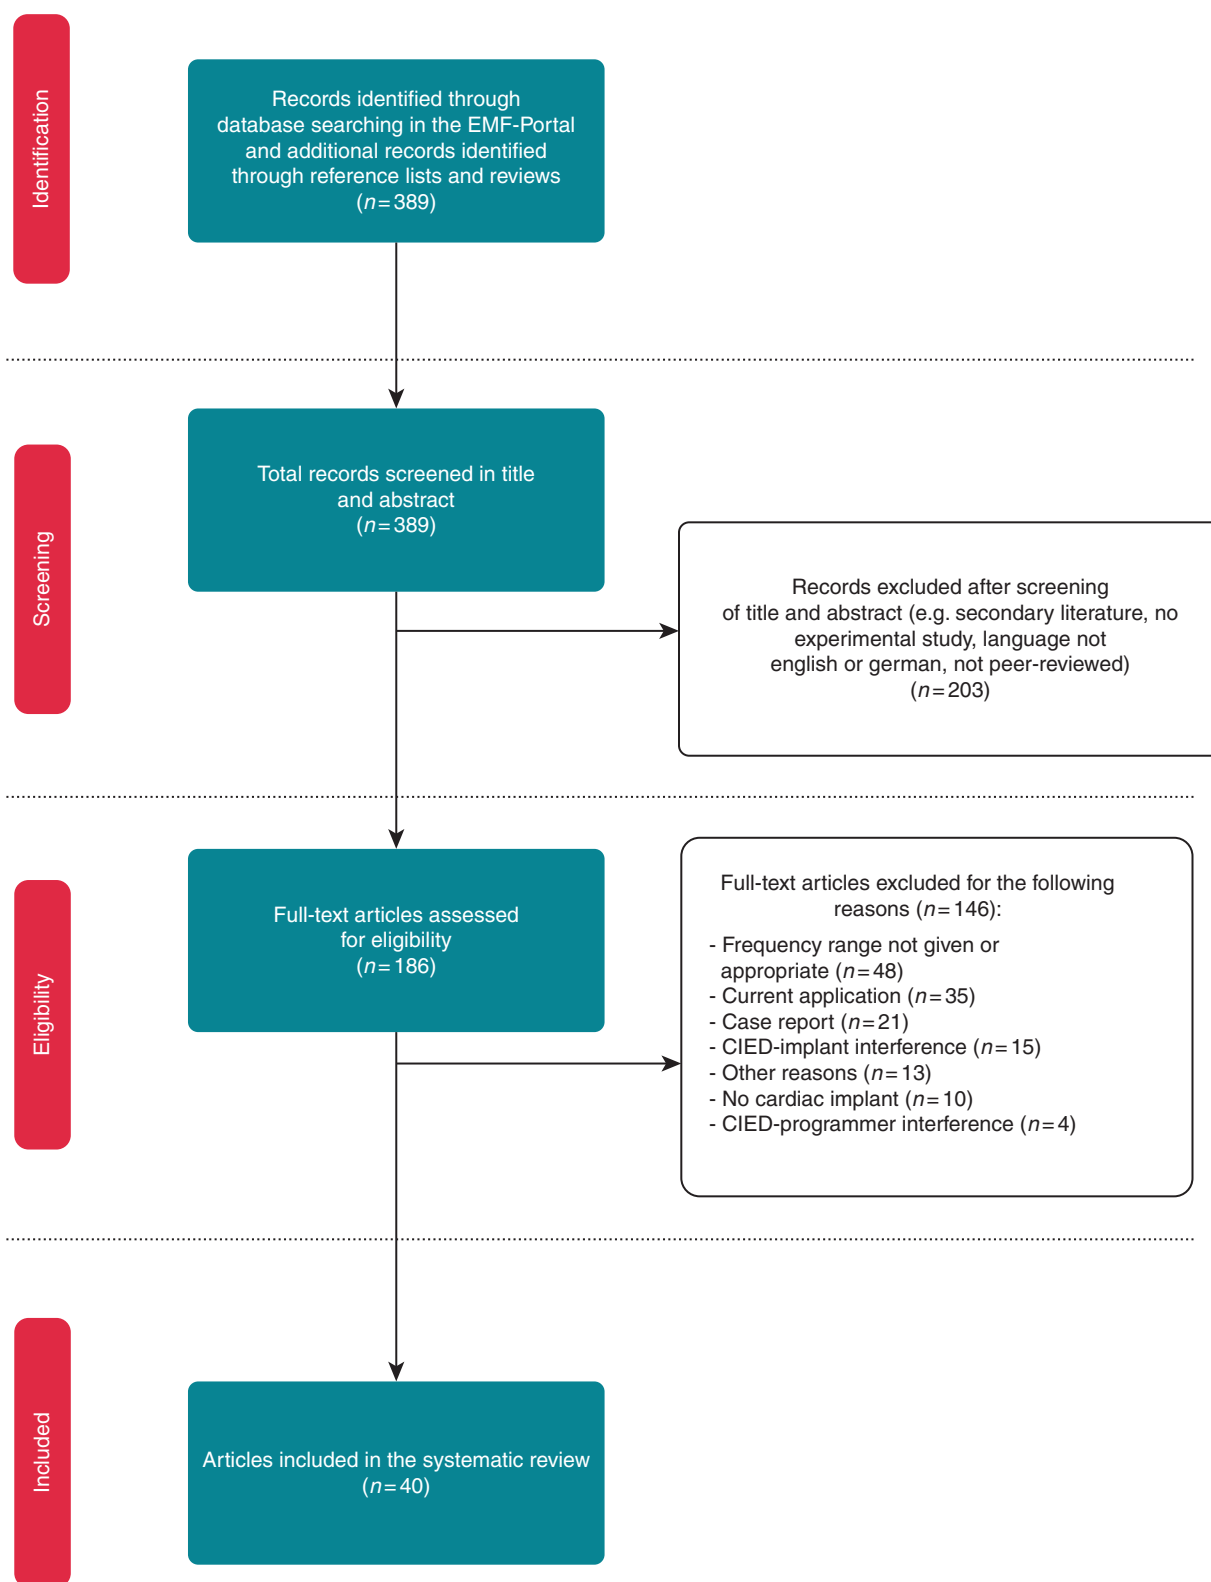 Identification
Records identified through
database searching in the EMF-Portal
and additional records identified
through reference lists and reviews
(n=389)
Screening
Total records screened in title
and abstract
(n=389)
Records excluded after screening
of title and abstract (e.g. secondary literature, no
experimental study, language not
english or german, not peer-reviewed)
(n=203)
Eligibility
Full-text articles assessed
for eligibility
(n=186)
Full-text articles excluded for the following
reasons (n=146):
- Frequency range not given or
appropriate (n=48)
- Current application (n=35)
- Case report (n=21)
- CIED-implant interference (n=15)
- Other reasons (n=13)
- No cardiac implant (n=10)
- CIED-programmer interference (n=4)
Included
Articles included in the systematic review
(n=40)